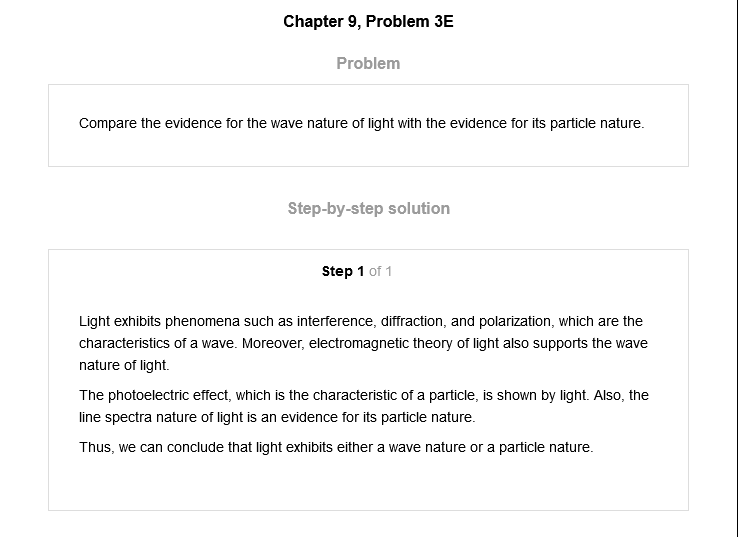 Chapter 9, Problem 3E
Problem
Compare the evidence for the wave nature of light with the evidence for its particle nature.
Step-by-step solution
Step 1 of 1
Light exhibits phenomena such as interference, diffraction, and polarization, which are the
characteristics of a wave. Moreover, electromagnetic theory of light also supports the wave
nature of light.
The photoelectric effect, which is the characteristic of a particle, is shown by light. Also, the
line spectra nature of light is an evidence for its particle nature.
Thus, we can conclude that light exhibits either a wave nature or a particle nature.